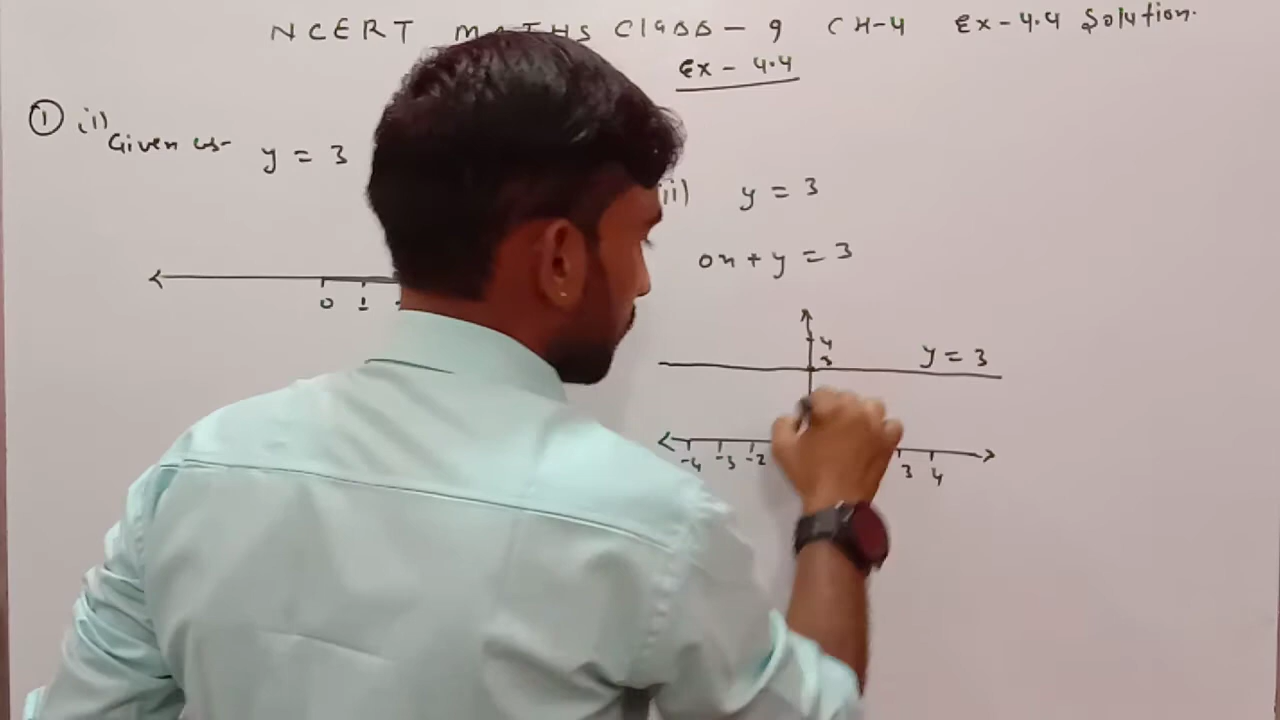 NCERT MATHS Class - 9 CH-4 Ex-4.4 Solution.
Ex - 4.4
① (i)
Given eq- y = 3
0 1
(ii) y = 3
0x + y = 3
4
3
y = 3
-4 -3 -2 3 4